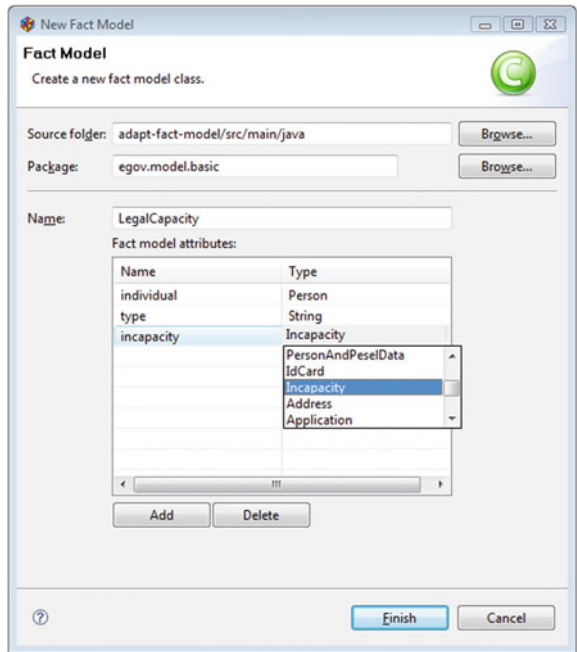 New Fact Model
Fact Model
Create a new fact model class.
Source folder: adapt-fact-model/src/main/java Browse...
Package: egov.model.basic Browse...
Name: LegalCapacity
Fact model attributes:
Name Type
individual Person
type String
incapacity Incapacity
PersonAndPeselData
IdCard
Incapacity
Address
Application
Add Delete
Finish Cancel